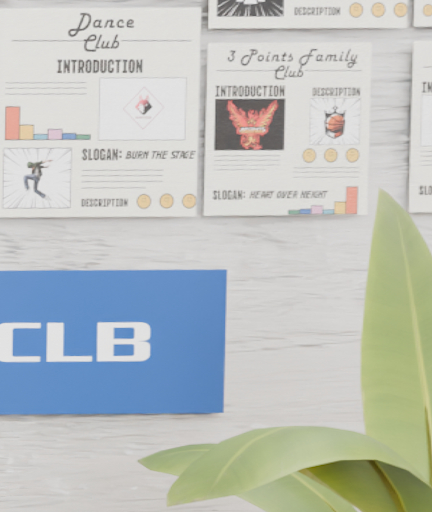 DESCRIPTION
Dance
Club
INTRODUCTION
SLOGAN: BURN THE STAGE
DESCRIPTION
3 Points Family
Club
INTRODUCTION
DESCRIPTION
SLOGAN: HEART OVER HEIGHT
CLB